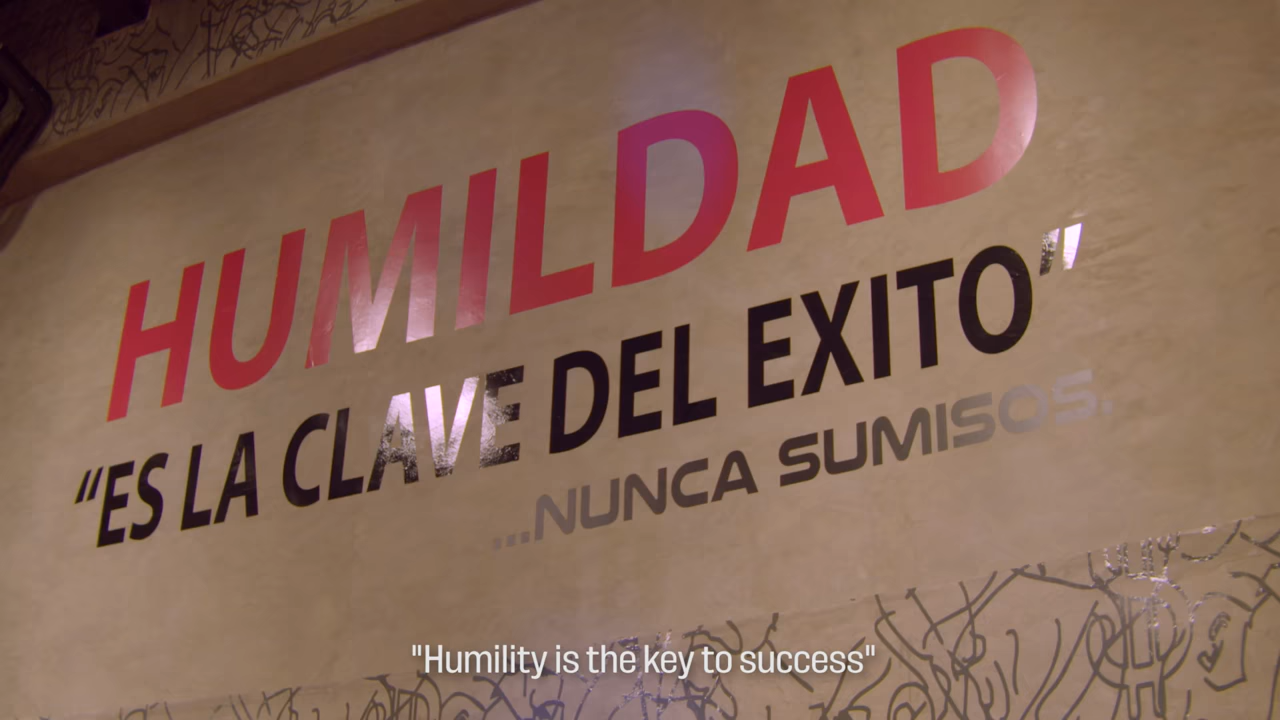 HUMILDAD
“ES LA CLAVE DEL EXITO”
...NUNCA SUMISOS.
"Humility is the key to success"